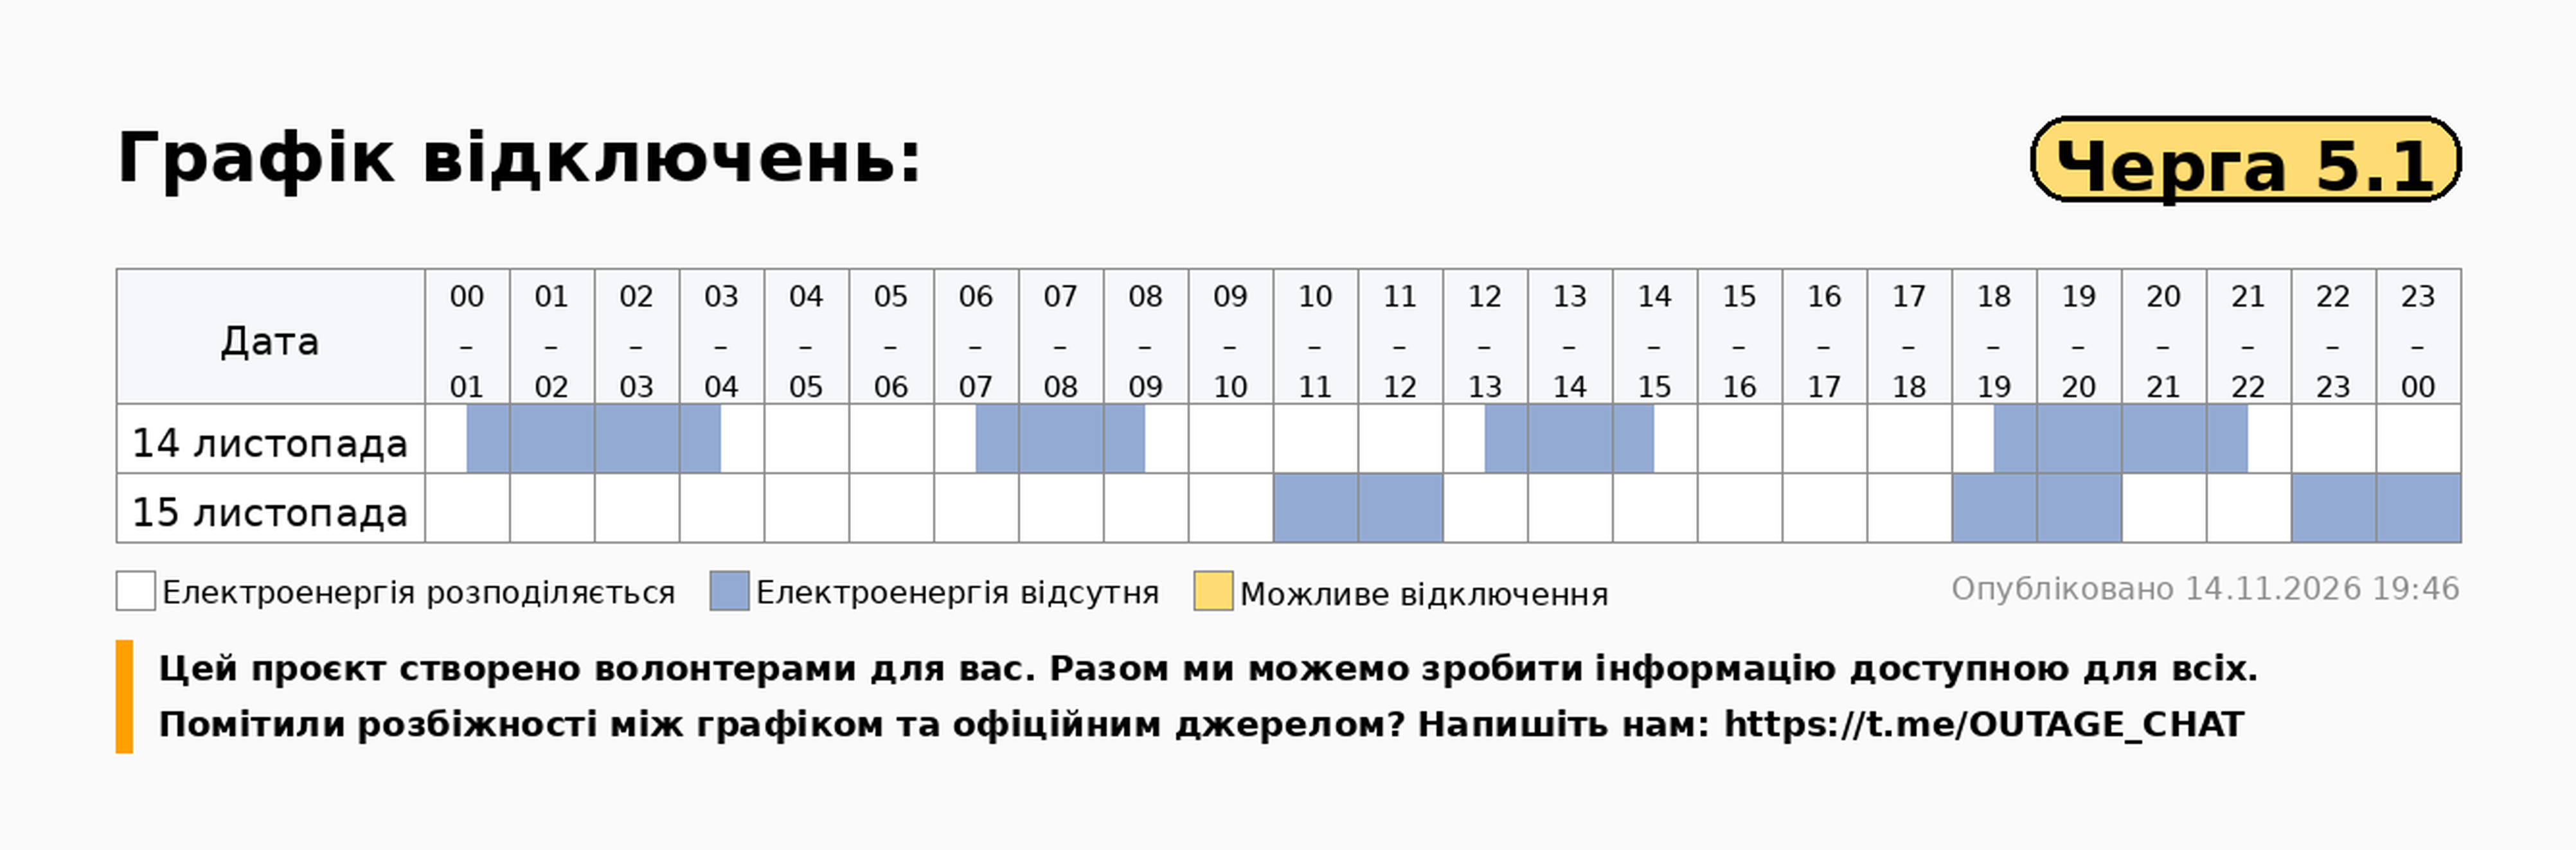 Графік відключень:
Черга 5.1
Дата
00 – 01
01 – 02
02 – 03
03 – 04
04 – 05
05 – 06
06 – 07
07 – 08
08 – 09
09 – 10
10 – 11
11 – 12
12 – 13
13 – 14
14 – 15
15 – 16
16 – 17
17 – 18
18 – 19
19 – 20
20 – 21
21 – 22
22 – 23
23 – 00
14 листопада
15 листопада
Електроенергія розподіляється
Електроенергія відсутня
Можливе відключення
Опубліковано 14.11.2026 19:46
Цей проєкт створено волонтерами для вас. Разом ми можемо зробити інформацію доступною для всіх.
Помітили розбіжності між графіком та офіційним джерелом? Напишіть нам: https://t.me/OUTAGE_CHAT